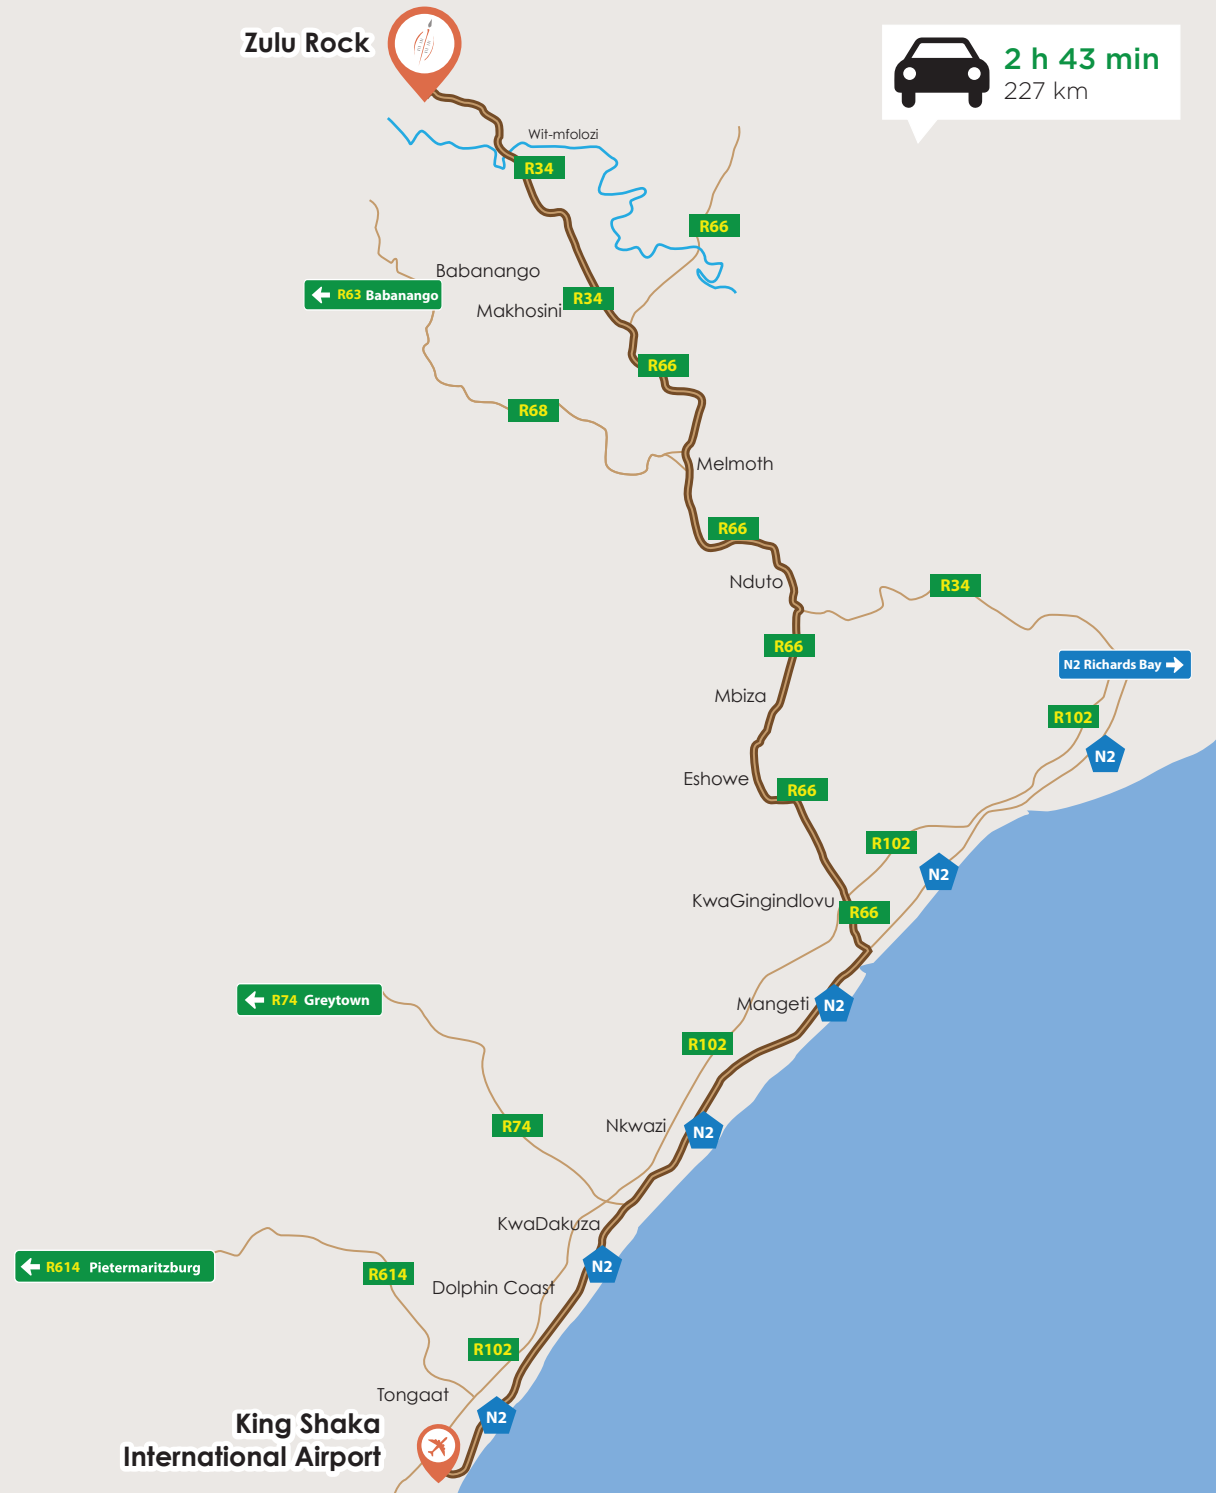 Zulu Rock
2 h 43 min
227 km
Wit-mfolozi
R34
R66
Babanango
R63 Babanango
R34
Makhosini
R66
R68
Melmoth
R66
Nduto
R34
R66
N2 Richards Bay
Mbiza
R102
N2
Eshowe
R66
R102
N2
KwaGingindlovu
R66
R74 Greytown
Mangeti
N2
R102
R74
Nkwazi
N2
KwaDakuza
R614 Pietermaritzburg
N2
R614
Dolphin Coast
R102
Tongaat
N2
King Shaka
International Airport